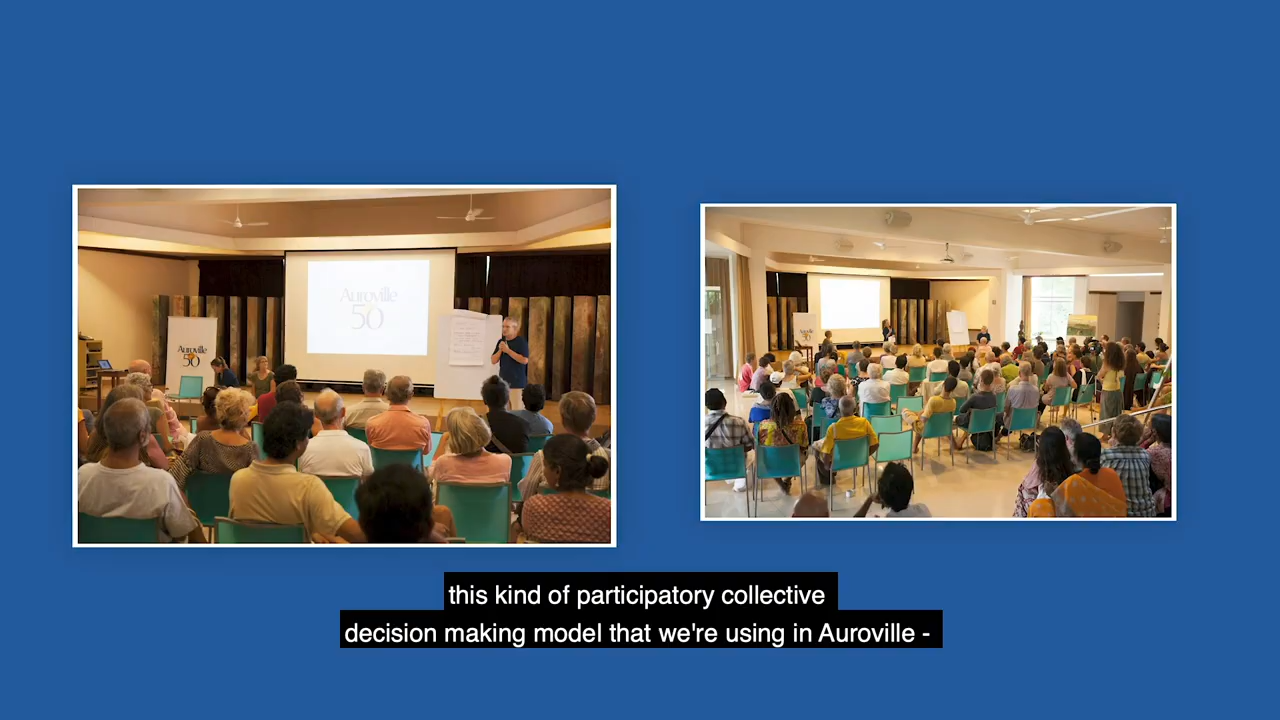 Auroville
50
Auroville
50
this kind of participatory collective
decision making model that we're using in Auroville -